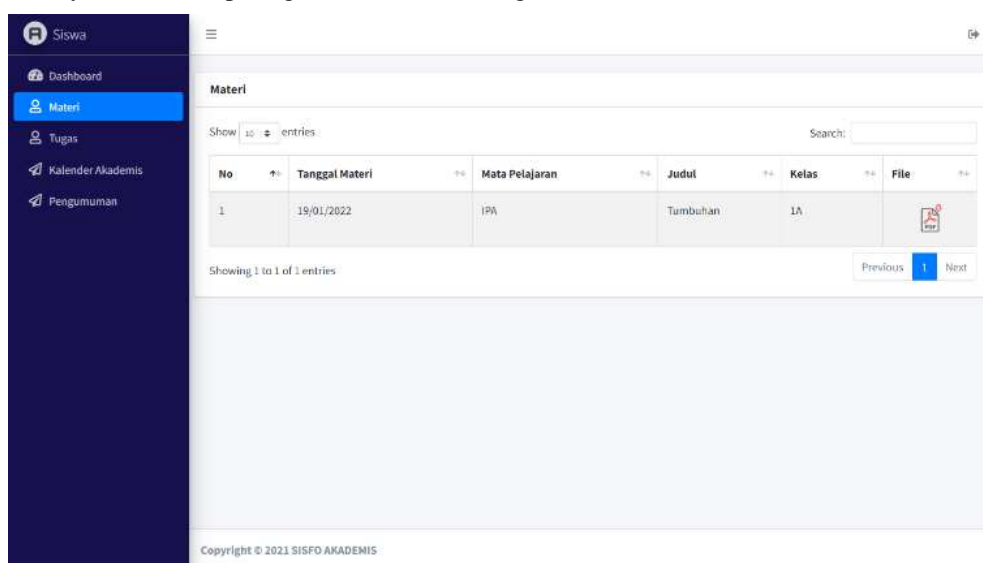 Siswa
Dashboard
Materi
Tugas
Kalender Akademis
Pengumuman
Materi
Show 10 entries
Search:
No Tanggal Materi Mata Pelajaran Judul Kelas File
1 19/01/2022 IPA Tumbuhan 1A PDF
Showing 1 to 1 of 1 entries
Previous 1 Next
Copyright © 2021 SISFO AKADEMIS